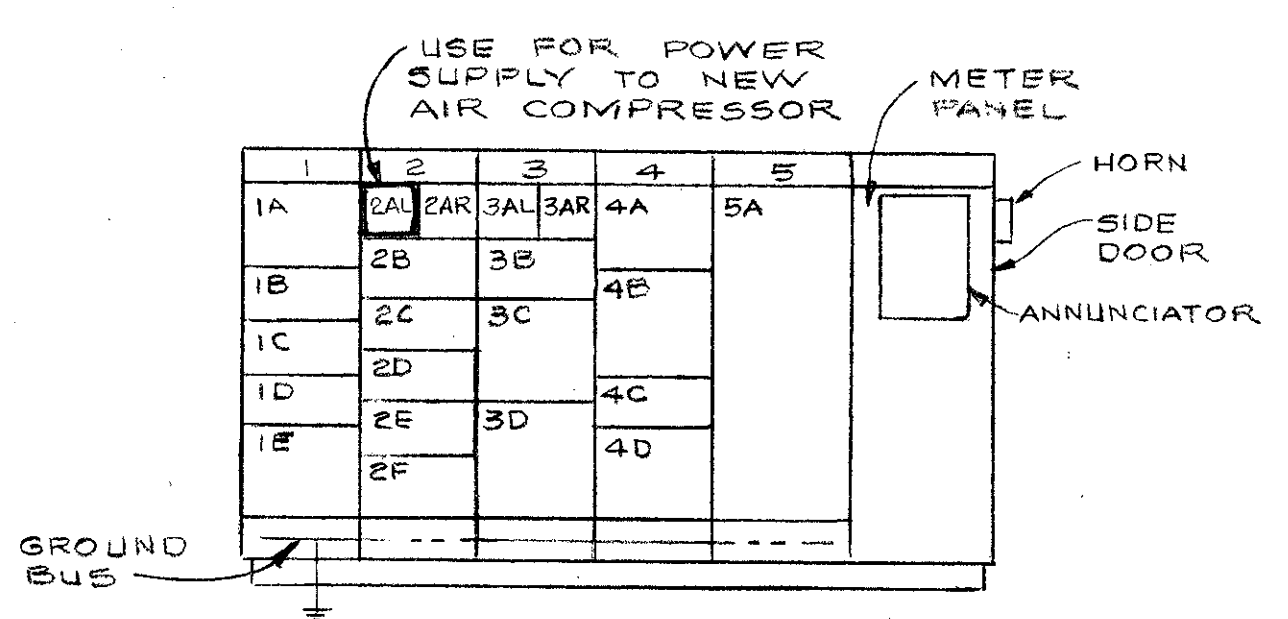 USE FOR POWER
SUPPLY TO NEW
AIR COMPRESSOR
METER
PANEL
HORN
SIDE
DOOR
ANNUNCIATOR
1 2 3 4 5
1A 2AL 2AR 3AL 3AR 4A 5A
2B 3B
1B 4B
2C 3C
1C
2D
1D 4C
2E 3D
1E 4D
2F
GROUND
BUS